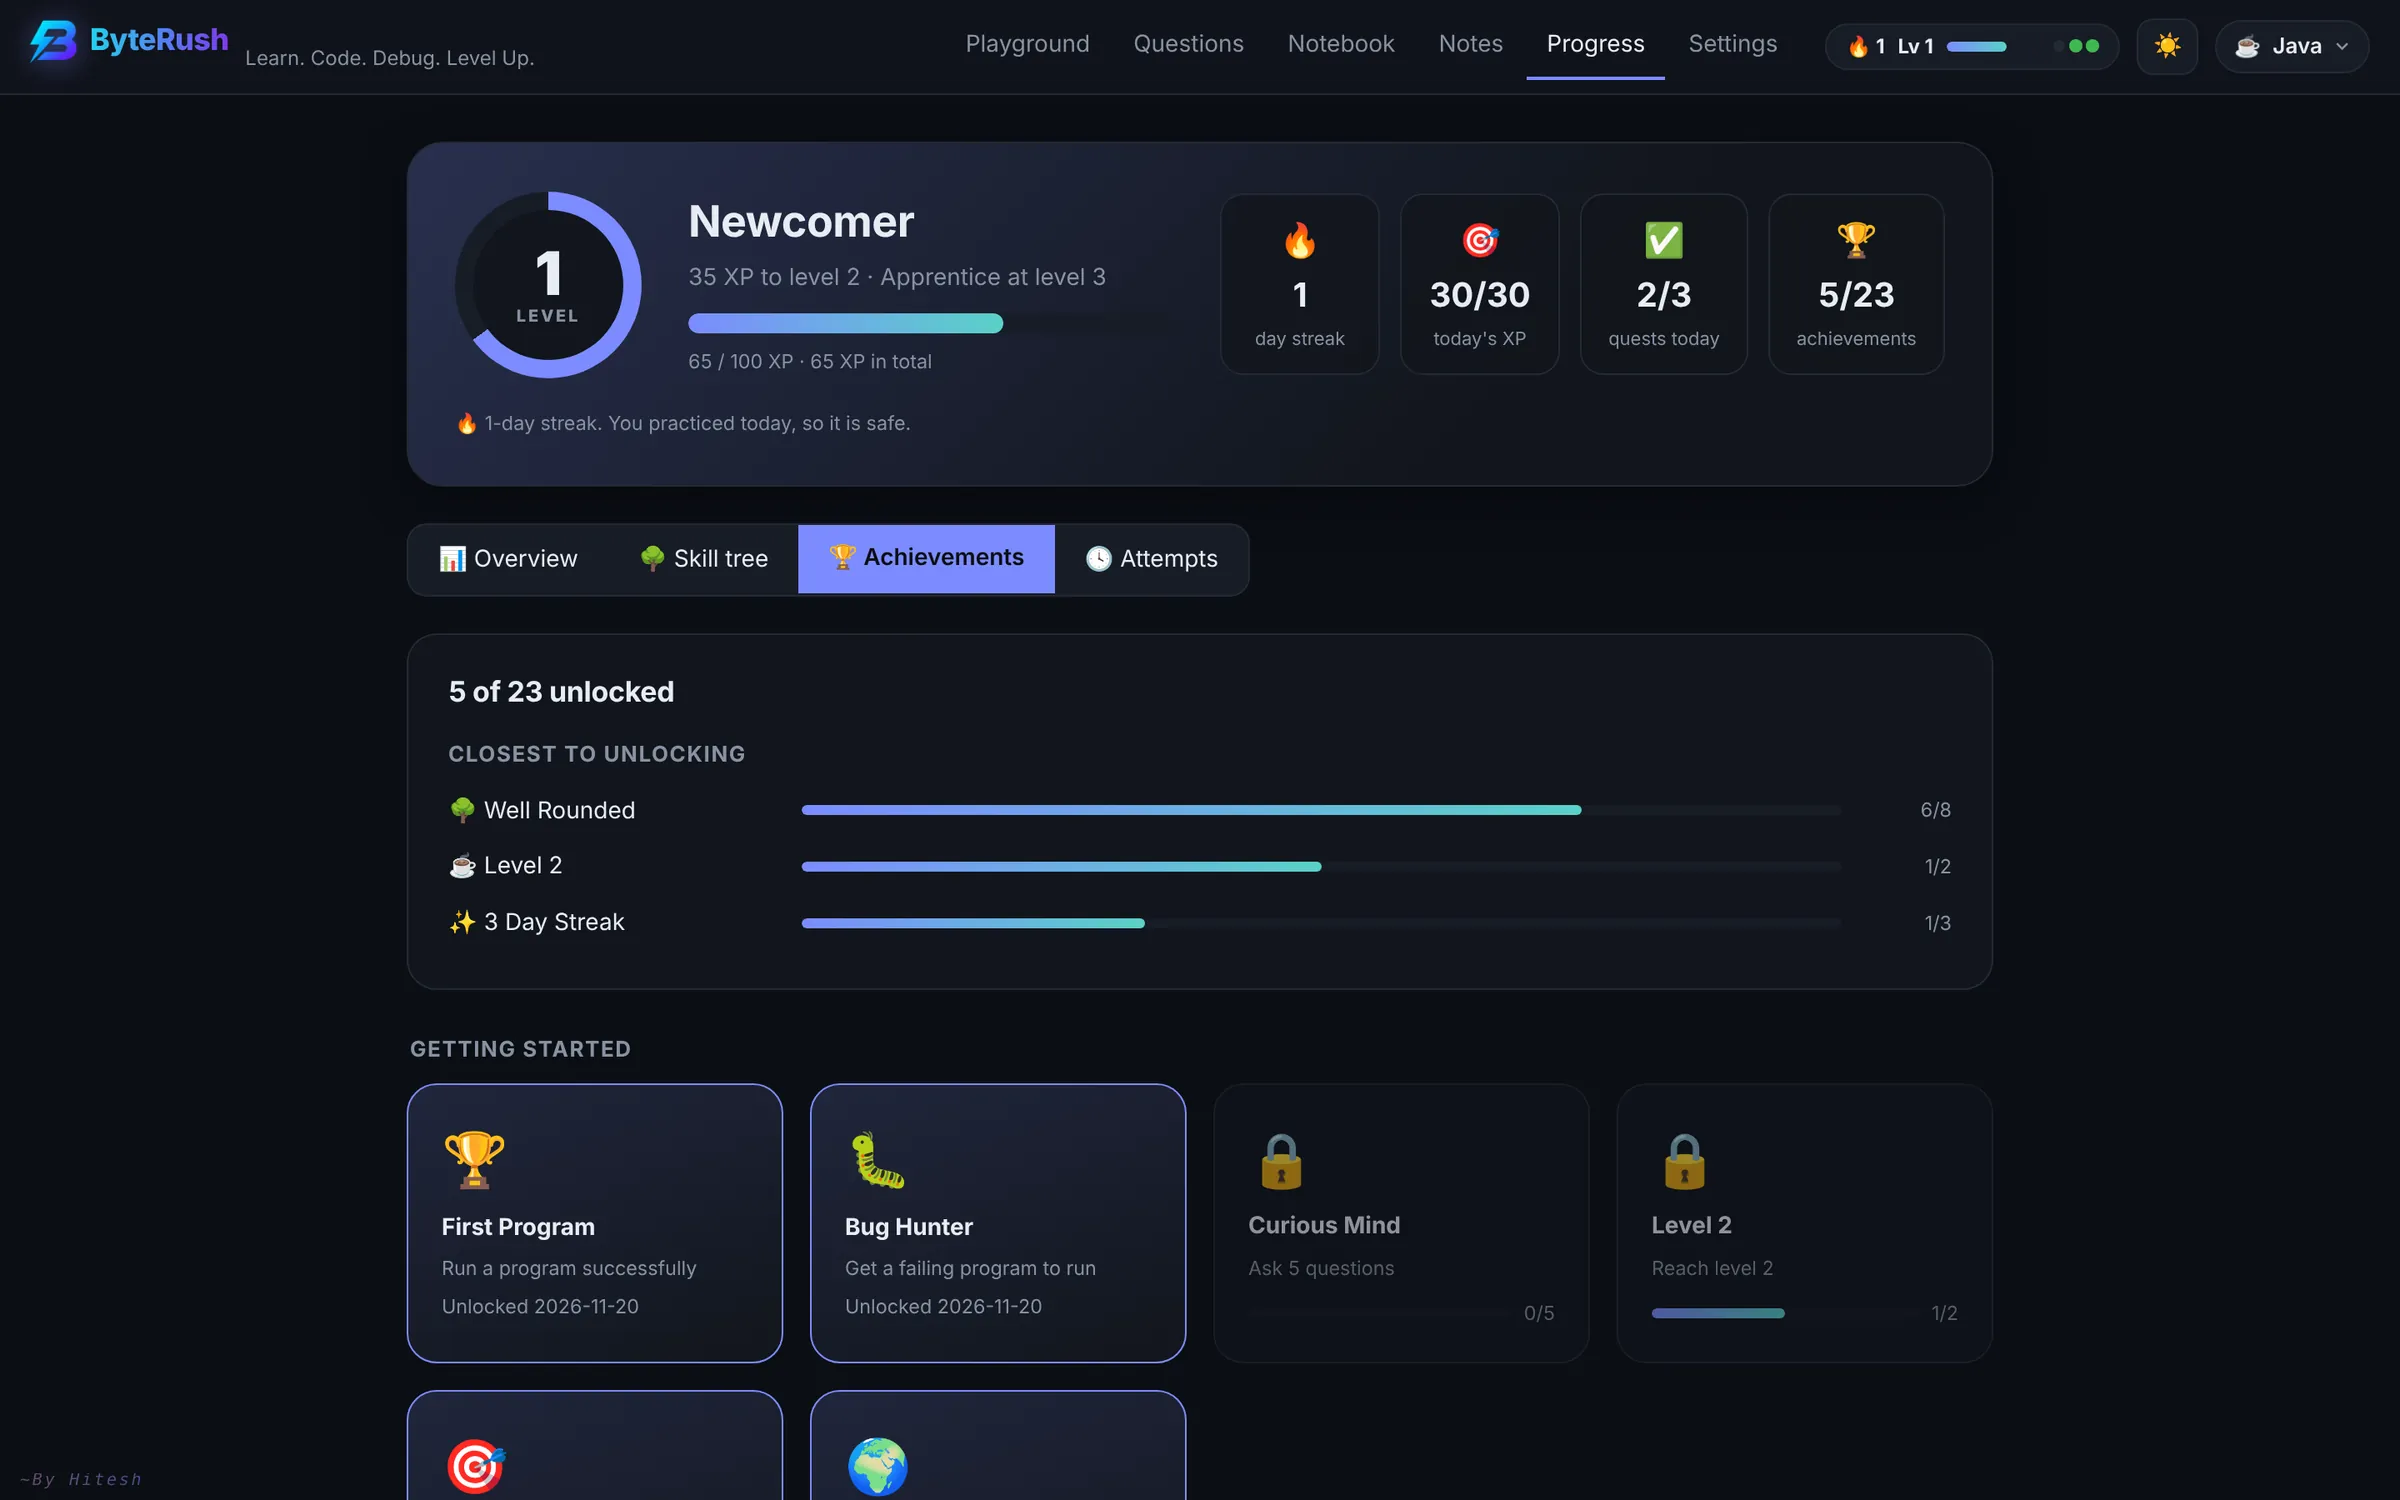 ByteRush
Learn. Code. Debug. Level Up.
Playground
Questions
Notebook
Notes
Progress
Settings
1 Lv 1
Java
1
LEVEL
Newcomer
35 XP to level 2 · Apprentice at level 3
65 / 100 XP · 65 XP in total
1
day streak
30/30
today's XP
2/3
quests today
5/23
achievements
1-day streak. You practiced today, so it is safe.
Overview
Skill tree
Achievements
Attempts
5 of 23 unlocked
CLOSEST TO UNLOCKING
Well Rounded
6/8
Level 2
1/2
3 Day Streak
1/3
GETTING STARTED
First Program
Run a program successfully
Unlocked 2026-11-20
Bug Hunter
Get a failing program to run
Unlocked 2026-11-20
Curious Mind
Ask 5 questions
0/5
Level 2
Reach level 2
1/2
~By Hitesh